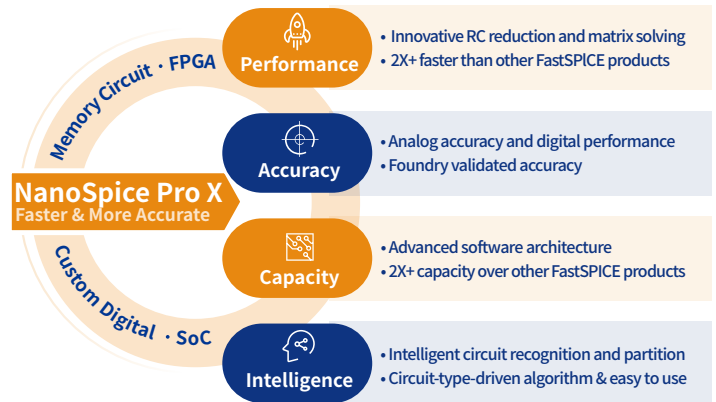 Memory Circuit · FPGA
NanoSpice Pro X
Faster & More Accurate
Custom Digital · SoC
Performance
• Innovative RC reduction and matrix solving
• 2X+ faster than other FastSPICE products
Accuracy
• Analog accuracy and digital performance
• Foundry validated accuracy
Capacity
• Advanced software architecture
• 2X+ capacity over other FastSPICE products
Intelligence
• Intelligent circuit recognition and partition
• Circuit-type-driven algorithm & easy to use